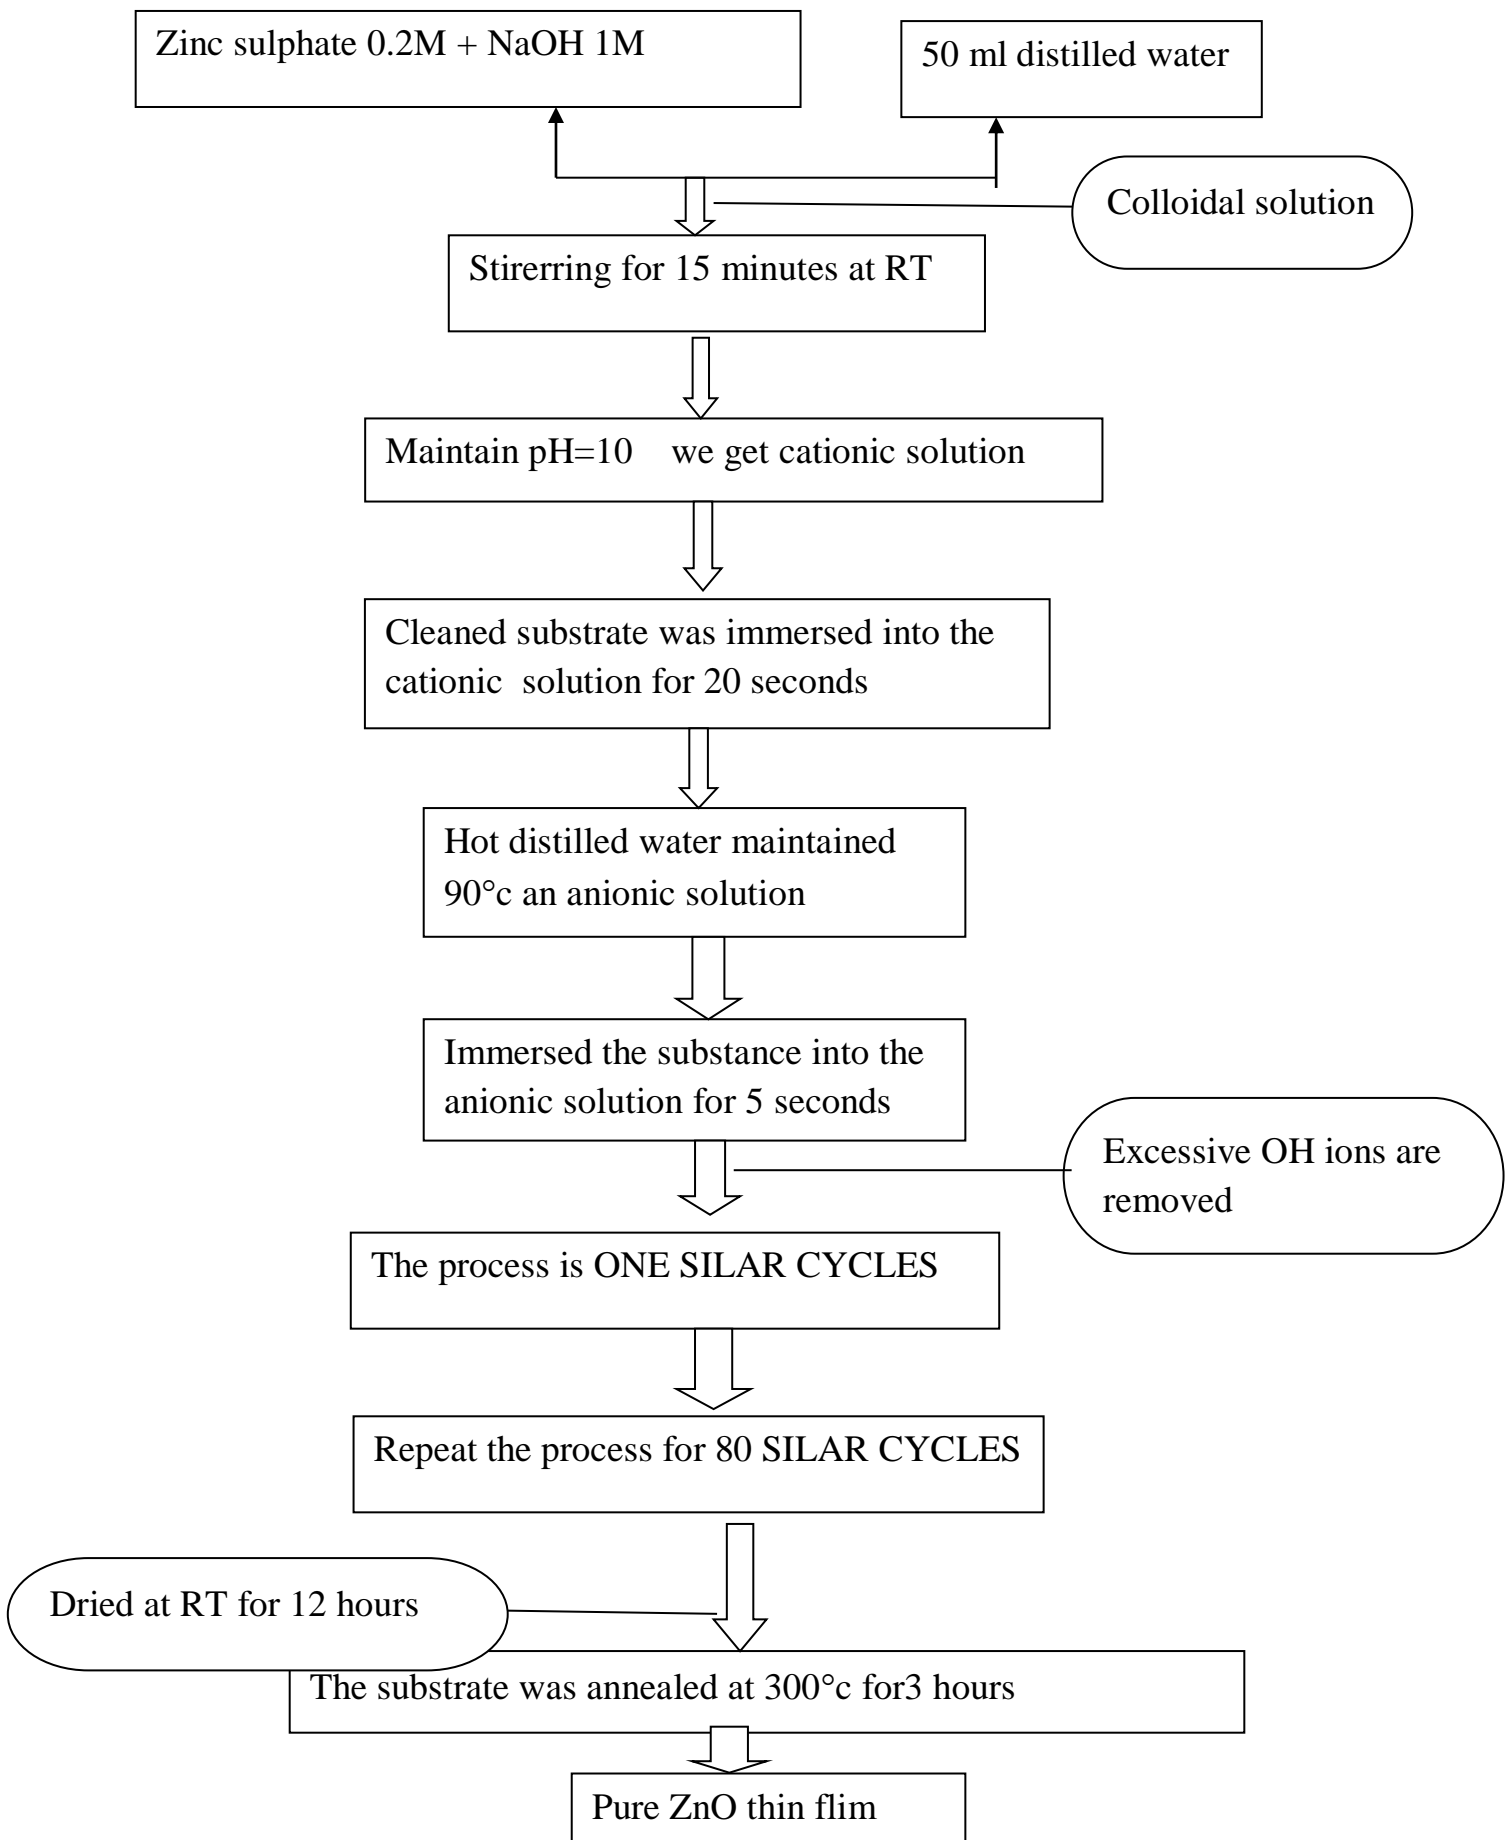 Zinc sulphate 0.2M + NaOH 1M
50 ml distilled water
Colloidal solution
Stirerring for 15 minutes at RT
Maintain pH=10 we get cationic solution
Cleaned substrate was immersed into the
cationic solution for 20 seconds
Hot distilled water maintained
90°c an anionic solution
Immersed the substance into the
anionic solution for 5 seconds
Excessive OH ions are
removed
The process is ONE SILAR CYCLES
Repeat the process for 80 SILAR CYCLES
Dried at RT for 12 hours
The substrate was annealed at 300°c for3 hours
Pure ZnO thin flim